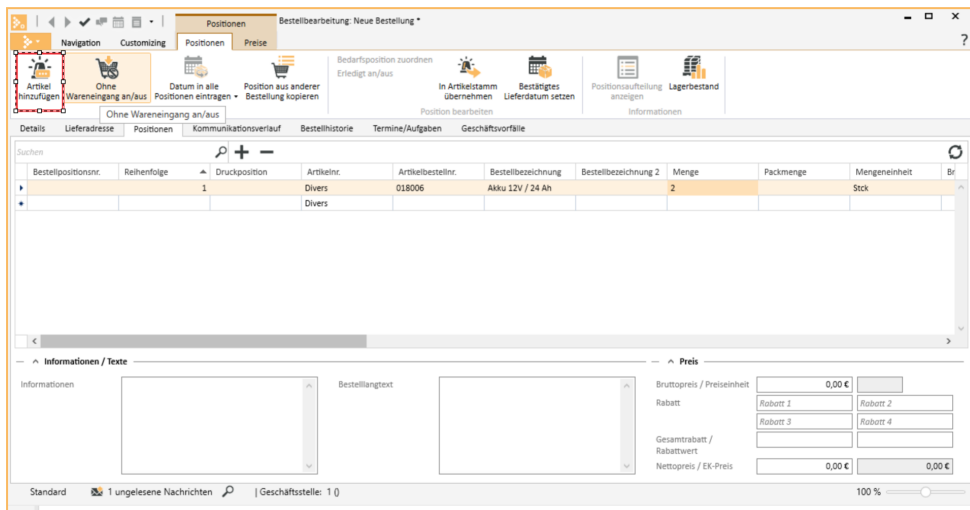 Positionen
Bestellbearbeitung: Neue Bestellung *
Navigation Customizing Positionen Preise ?
Artikel hinzufügen
Ohne Wareneingang an/aus
Datum in alle Positionen eintragen
Position aus anderer Bestellung kopieren
Bedarfsposition zuordnen
Erledigt an/aus
In Artikelstamm übernehmen
Bestätigtes Lieferdatum setzen
Positionsaufteilung anzeigen
Lagerbestand
Position bearbeiten
Informationen
Ohne Wareneingang an/aus
Details Lieferadresse Positionen Kommunikationsverlauf Bestellhistorie Termine/Aufgaben Geschäftsvorfälle
Suchen
Bestellpositionsnr. Reihenfolge Druckposition Artikelnr. Artikelbestellnr. Bestellbezeichnung Bestellbezeichnung 2 Menge Packmenge Mengeneinheit Br
1 Divers 018006 Akku 12V / 24 Ah 2 Stck
Divers
Informationen / Texte
Preis
Informationen
Bestelllangtext
Bruttopreis / Preiseinheit 0,00 €
Rabatt Rabatt 1 Rabatt 2
Rabatt 3 Rabatt 4
Gesamtrabatt /
Rabattwert
Nettopreis / EK-Preis 0,00 € 0,00 €
Standard 1 ungelesene Nachrichten | Geschäftsstelle: 1 () 100 %